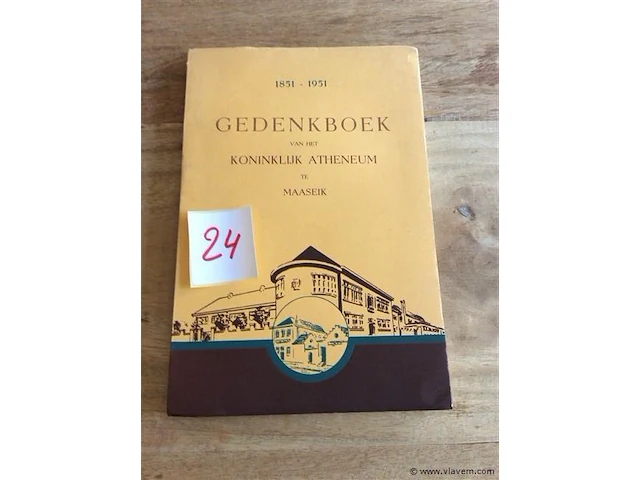 1851 - 1951
GEDENKBOEK
VAN HET
KONINKLIJK ATHENEUM
TE
MAASEIK
24
© www.vlavem.com